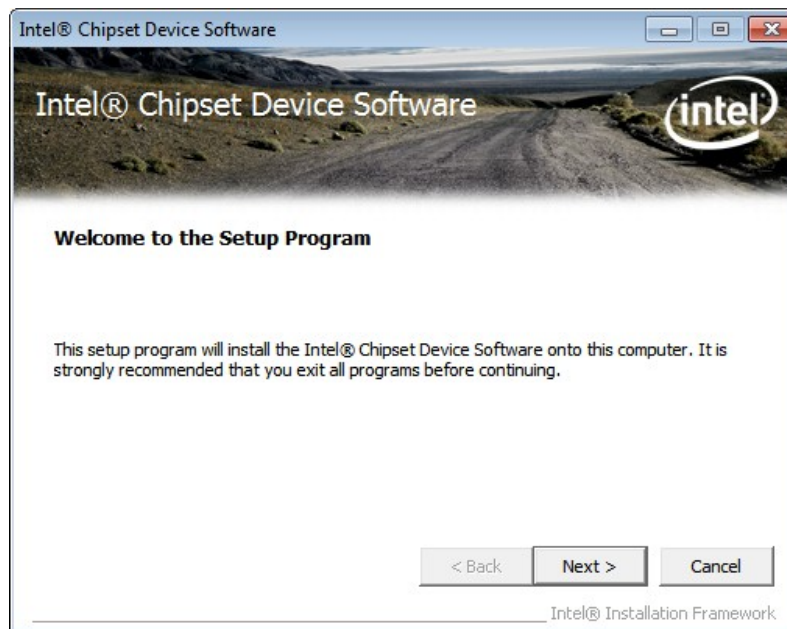 Intel® Chipset Device Software
Intel® Chipset Device Software
intel
Welcome to the Setup Program
This setup program will install the Intel® Chipset Device Software onto this computer. It is
strongly recommended that you exit all programs before continuing.
< Back Next > Cancel
Intel® Installation Framework